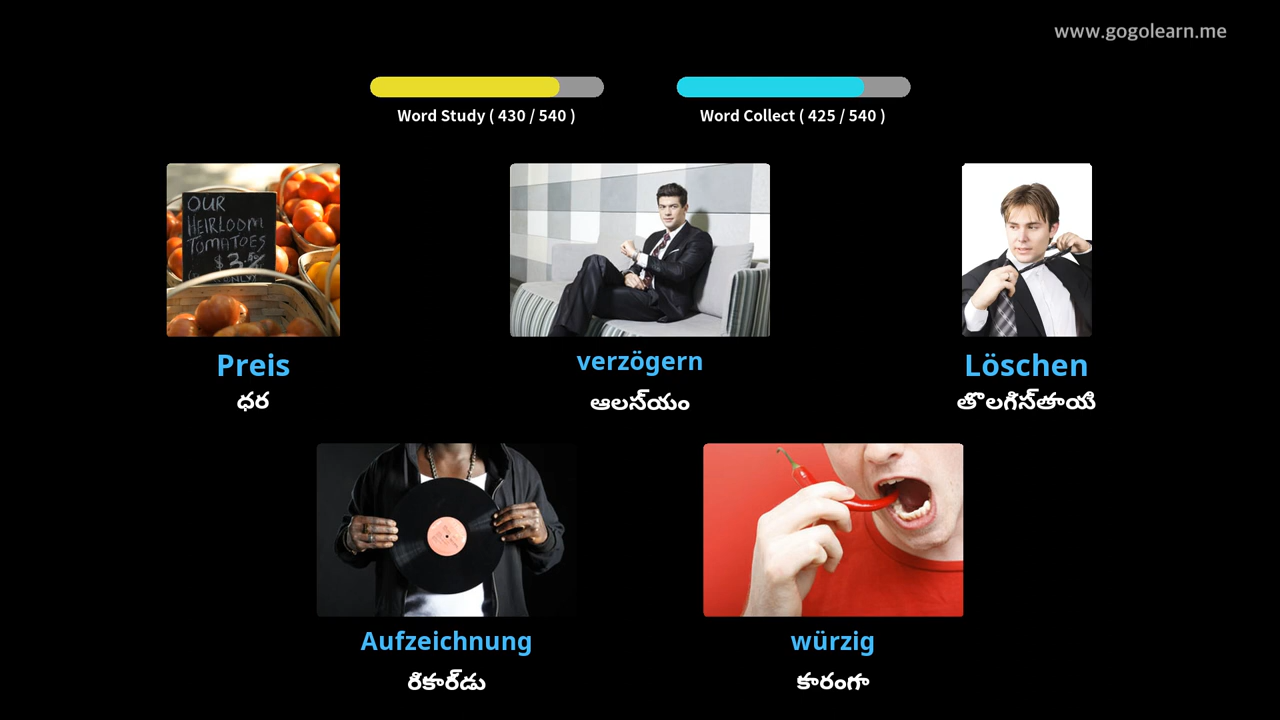 www.gogolearn.me
Word Study ( 430 / 540 )
Word Collect ( 425 / 540 )
OUR
HEIRLOOM
TOMATOES
Preis
ధర
verzögern
ఆలస్యం
Löschen
తొలగిస్తాయి
Aufzeichnung
రికార్డు
würzig
కారంగా